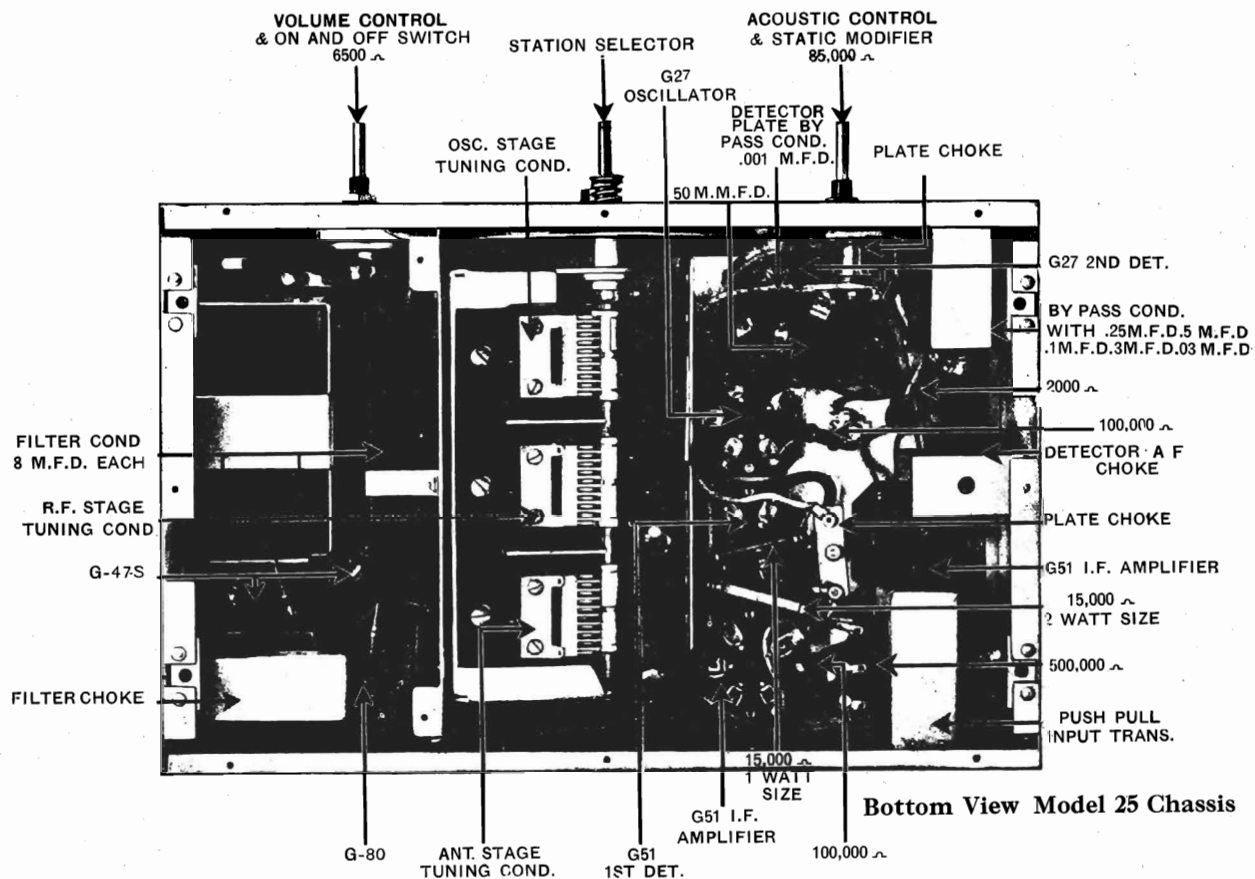 VOLUME CONTROL
& ON AND OFF SWITCH
6500 Ω
STATION SELECTOR
ACOUSTIC CONTROL
& STATIC MODIFIER
85,000 Ω
G27
OSCILLATOR
DETECTOR
PLATE BY
PASS COND.
.001 M.F.D.
OSC. STAGE
TUNING COND.
PLATE CHOKE
50 M.M.F.D.
G27 2ND DET.
BY PASS COND.
WITH .25M.F.D.5 M.F.D
.1M.F.D.3M.F.D.03 M.F.D
2000 Ω
100,000 Ω
DETECTOR A F
CHOKE
FILTER COND
8 M.F.D. EACH
R.F. STAGE
TUNING COND
PLATE CHOKE
G-47-S
G51 I.F. AMPLIFIER
15,000 Ω
2 WATT SIZE
500,000 Ω
FILTER CHOKE
PUSH PULL
INPUT TRANS.
15,000 Ω
1 WATT
SIZE
Bottom View Model 25 Chassis
G51 I.F.
AMPLIFIER
G-80
ANT. STAGE
TUNING COND.
G51
1ST DET.
100,000 Ω